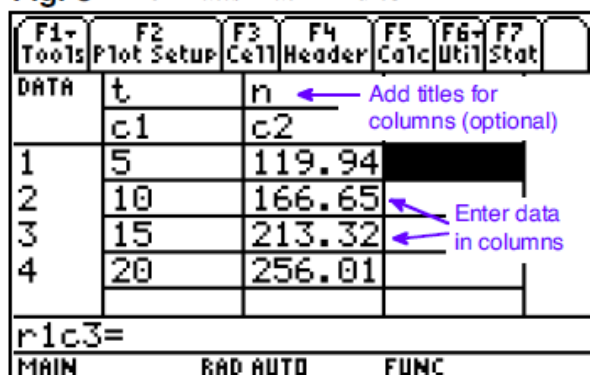 F1▾ F2 F3 F4 F5 F6▾ F7
Tools Plot Setup Cell Header Calc Util Stat
DATA t n Add titles for
columns (optional)
c1 c2
1 5 119.94
2 10 166.65
Enter data
3 15 213.32
in columns
4 20 256.01
r1c3=
MAIN RAD AUTO FUNC